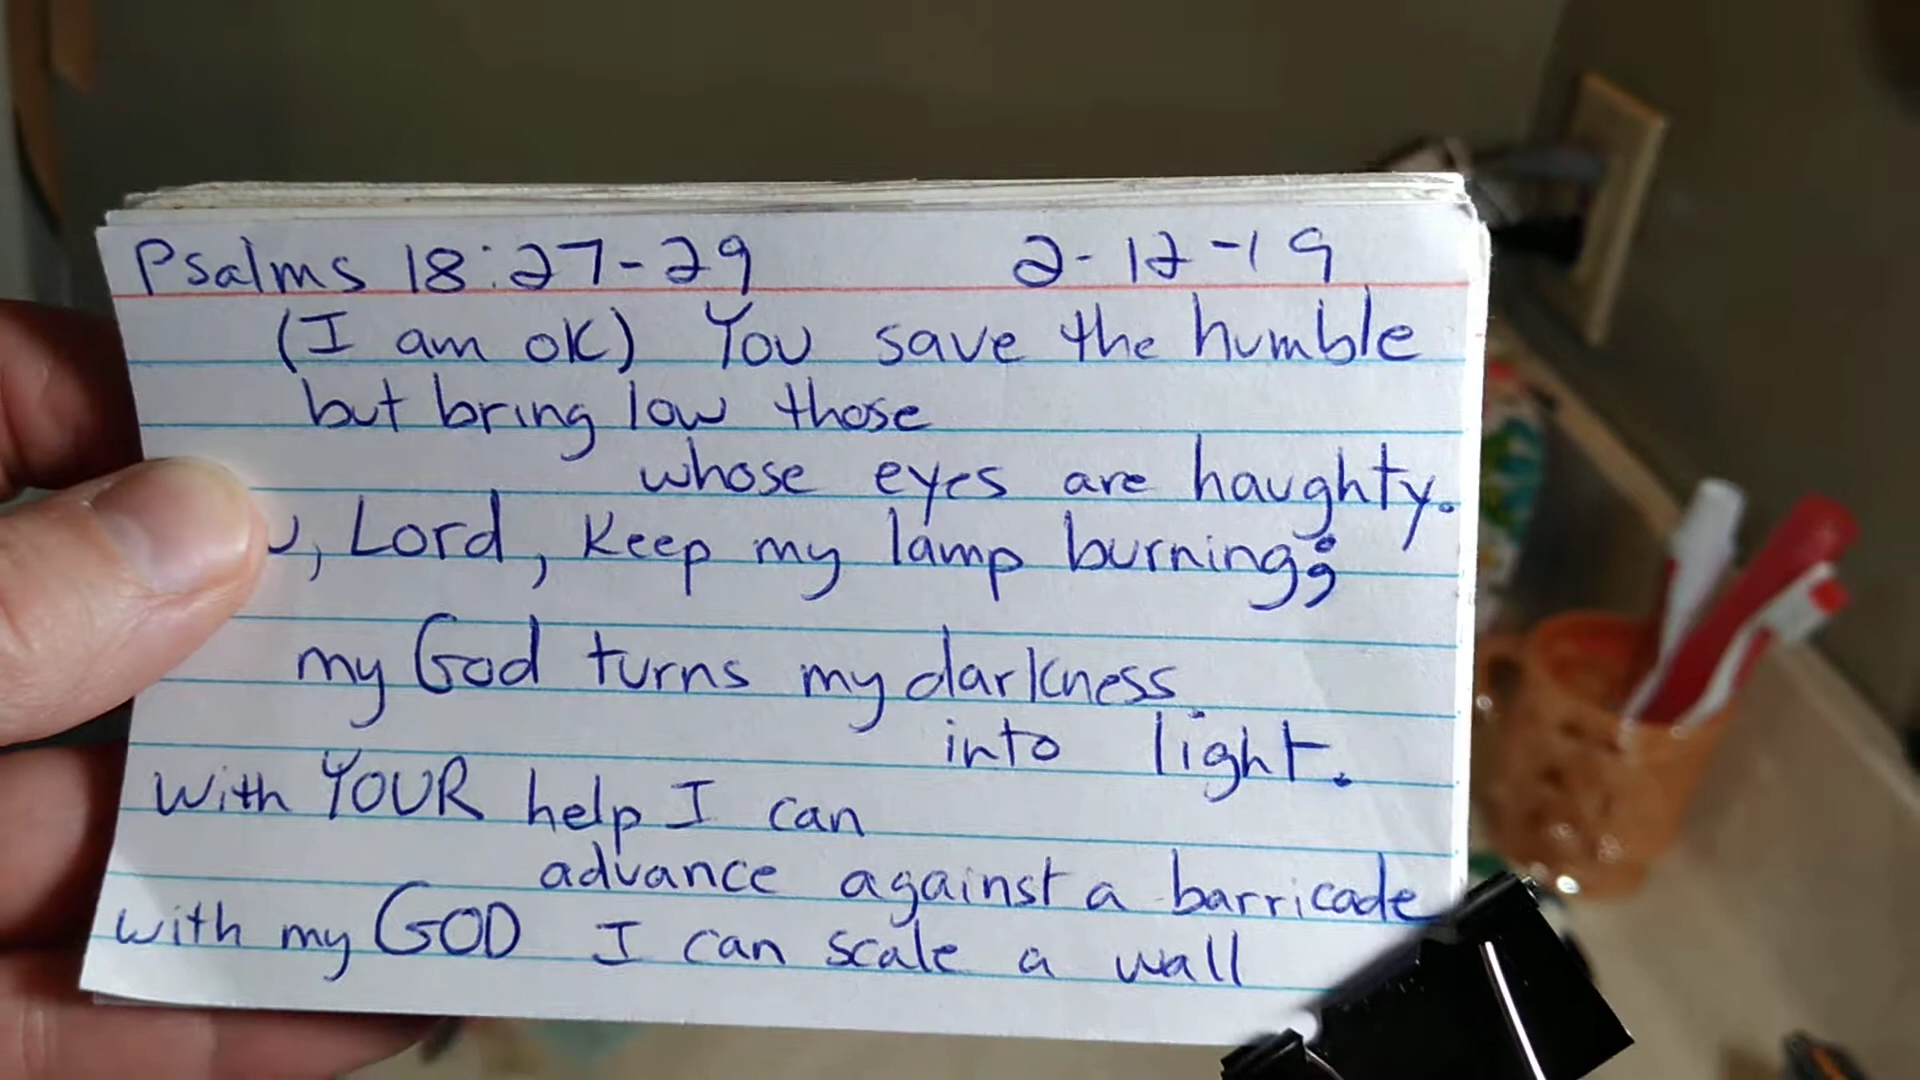 Psalms 18:27-29 2-12-19
(I am OK) You save the humble
but bring low those
whose eyes are haughty.
, Lord, keep my lamp burning;
my God turns my darkness
into light.
with YOUR help I can
advance against a barricade
with my GOD I can scale a wall